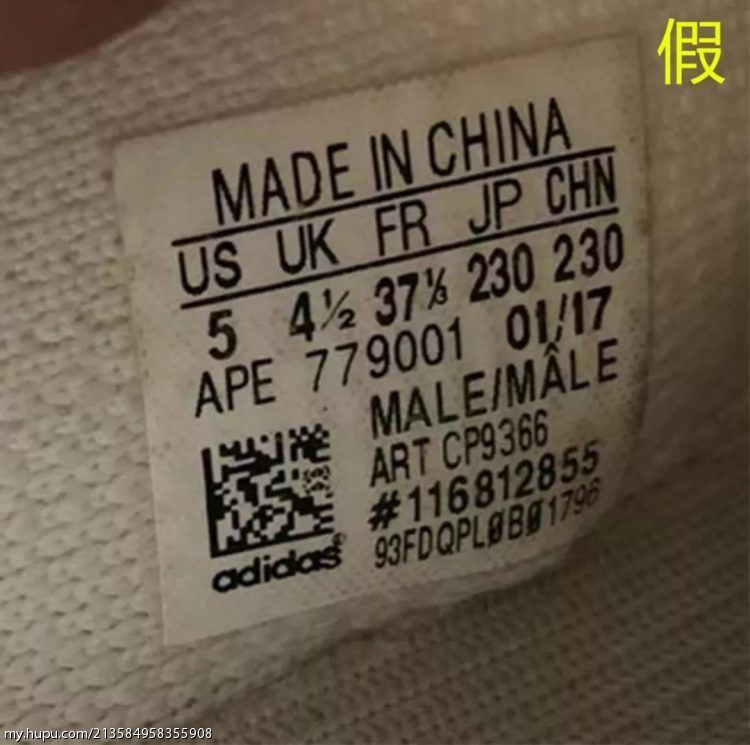 假
MADE IN CHINA
US UK FR JP CHN
5 4½ 37⅓ 230 230
APE 779001 01/17
MALE/MÂLE
ART CP9366
#116812855
93FDQPL0B01796
adidas®
my.hupu.com/213584958355908